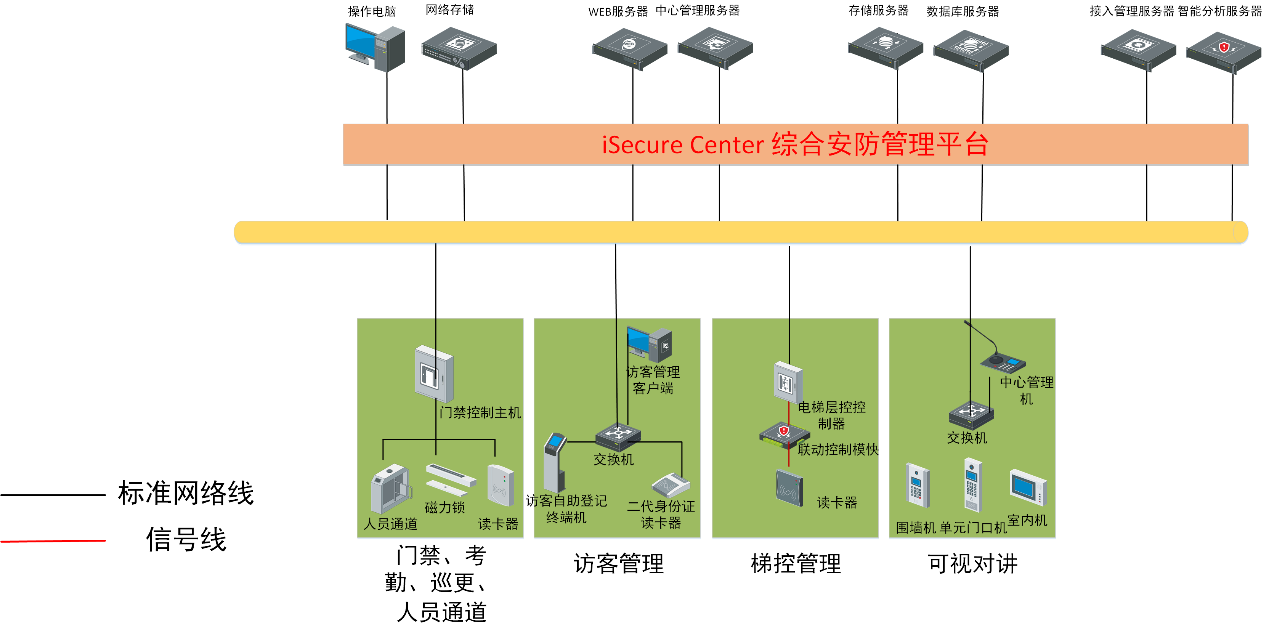 操作电脑
网络存储
WEB服务器
中心管理服务器
存储服务器
数据库服务器
接入管理服务器
智能分析服务器
iSecure Center 综合安防管理平台
门禁控制主机
人员通道
磁力锁
读卡器
门禁、考
勤、巡更、
人员通道
访客管理
客户端
交换机
访客自助登记
终端机
二代身份证
读卡器
访客管理
电梯层控控
制器
联动控制模快
读卡器
梯控管理
中心管理
机
交换机
围墙机
单元门口机
室内机
可视对讲
标准网络线
信号线